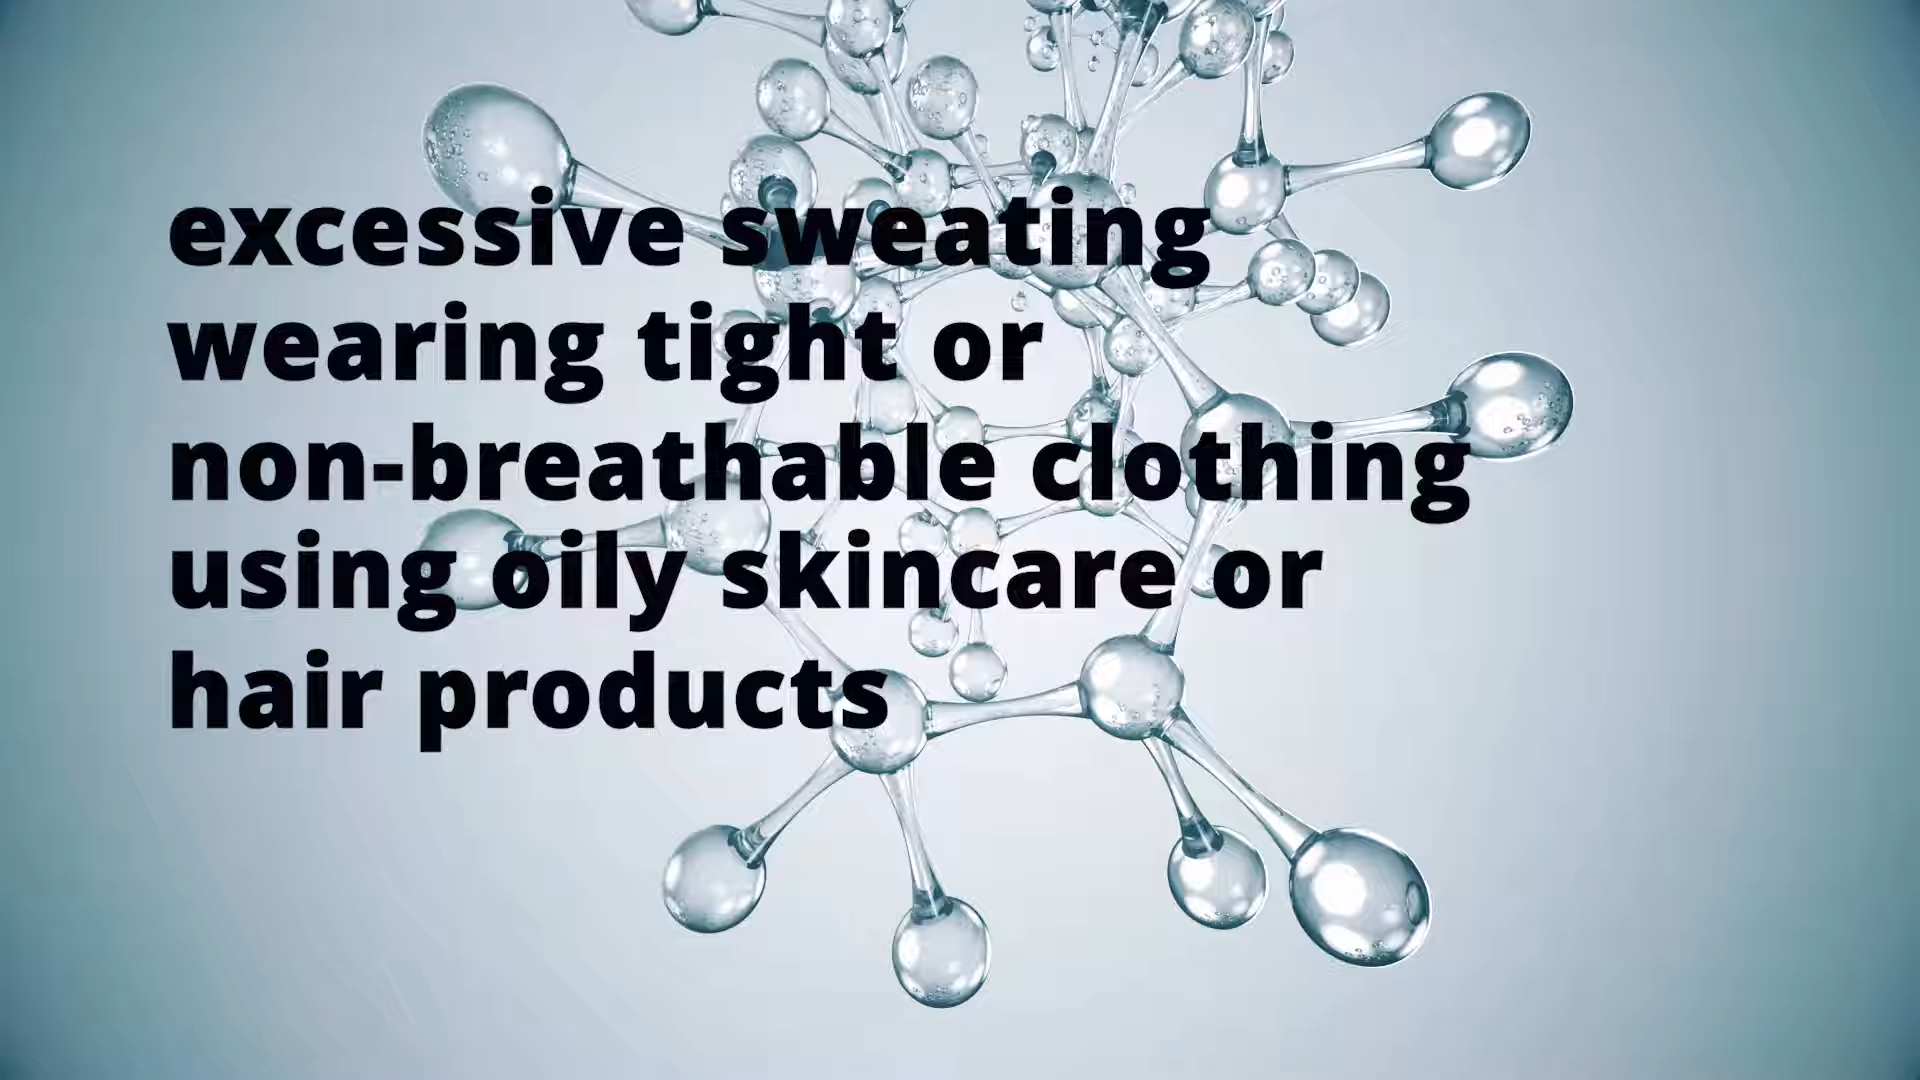 excessive sweating
wearing tight or
non-breathable clothing
using oily skincare or
hair products